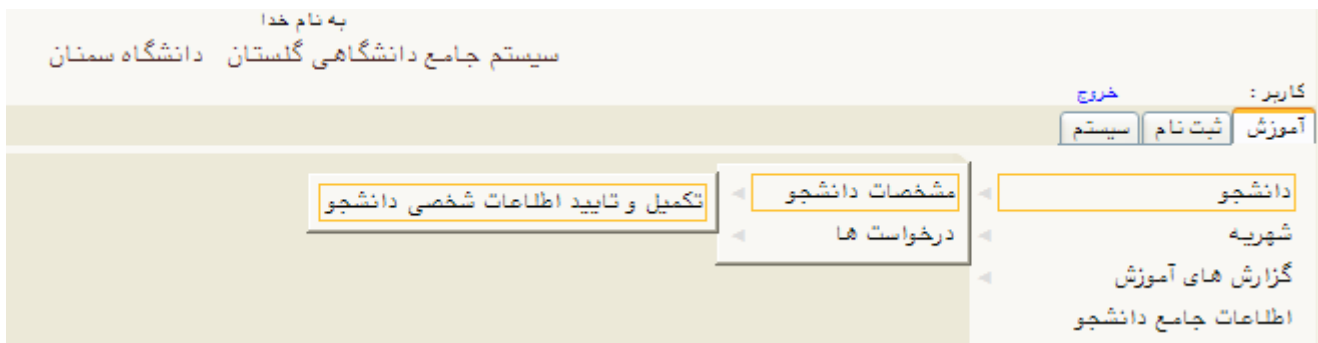 به نام خدا
سیستم جامع دانشگاهی گلستان دانشگاه سمنان
کاربر : خروج
آموزش ثبت نام سیستم
دانشجو مشخصات دانشجو تکمیل و تایید اطلاعات شخصی دانشجو
شهریه درخواست ها
گزارش های آموزش
اطلاعات جامع دانشجو